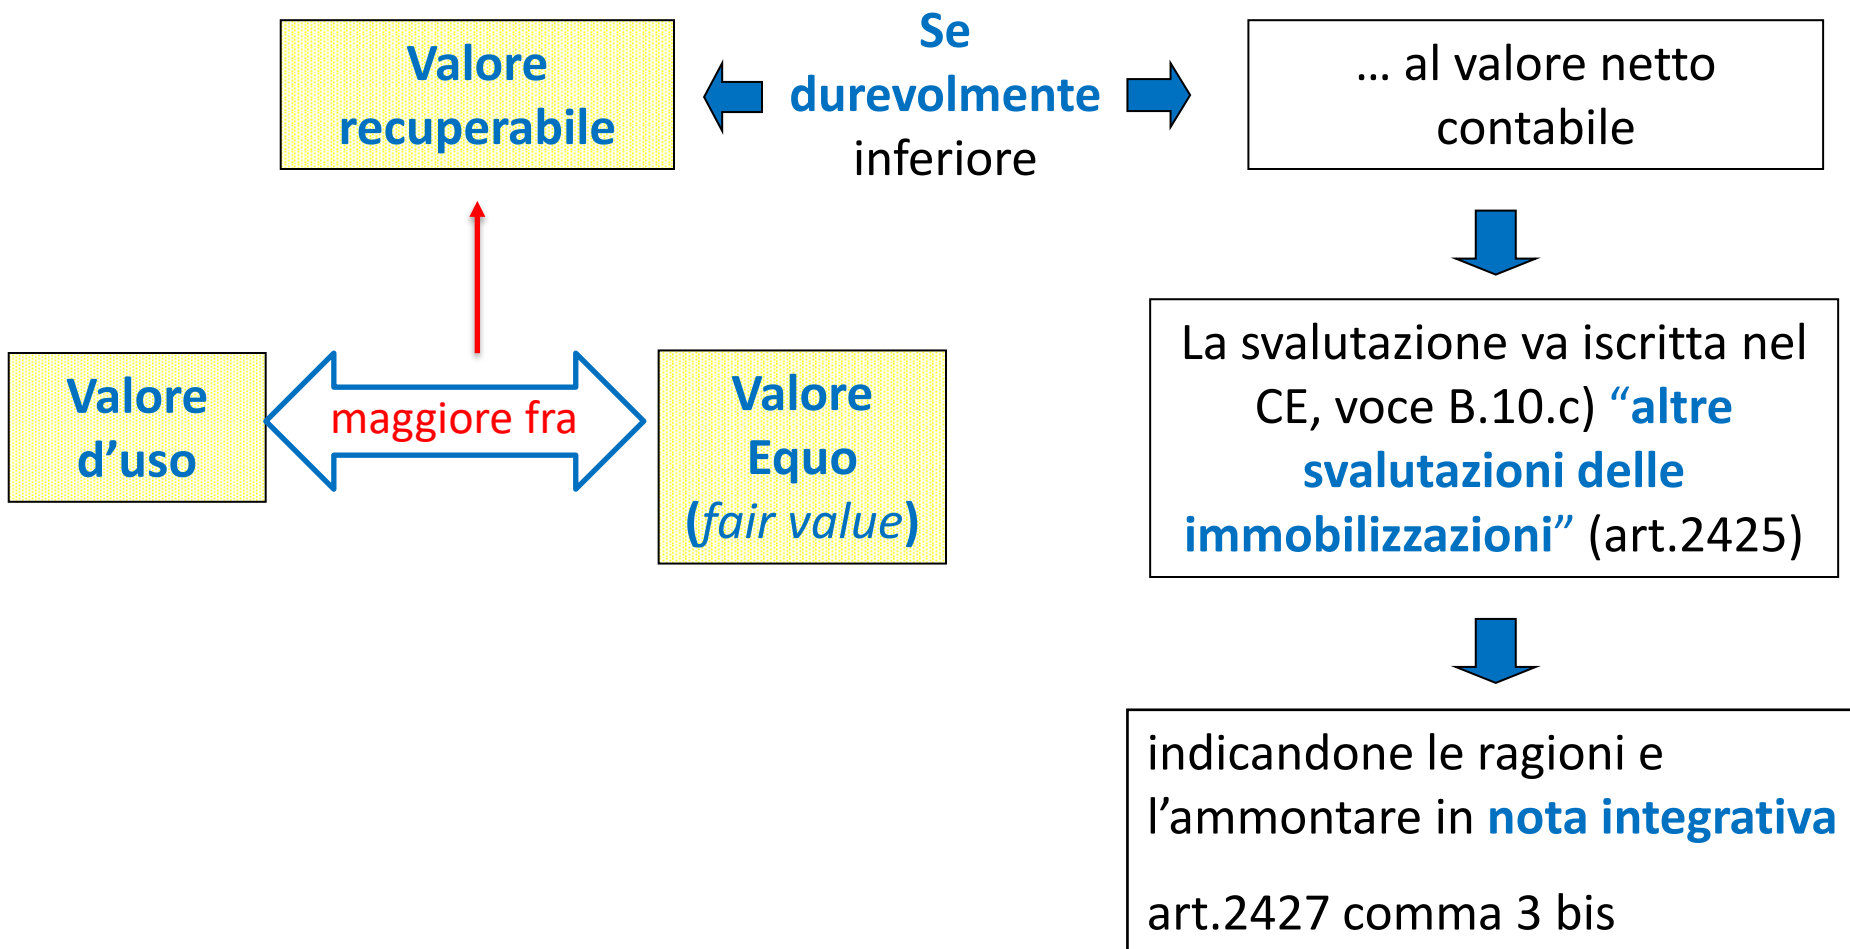 Valore
recuperabile
Se
durevolmente
inferiore
... al valore netto
contabile
Valore
d’uso
maggiore fra
Valore
Equo
(fair value)
La svalutazione va iscritta nel
CE, voce B.10.c) “altre
svalutazioni delle
immobilizzazioni” (art.2425)
indicandone le ragioni e
l’ammontare in nota integrativa
art.2427 comma 3 bis